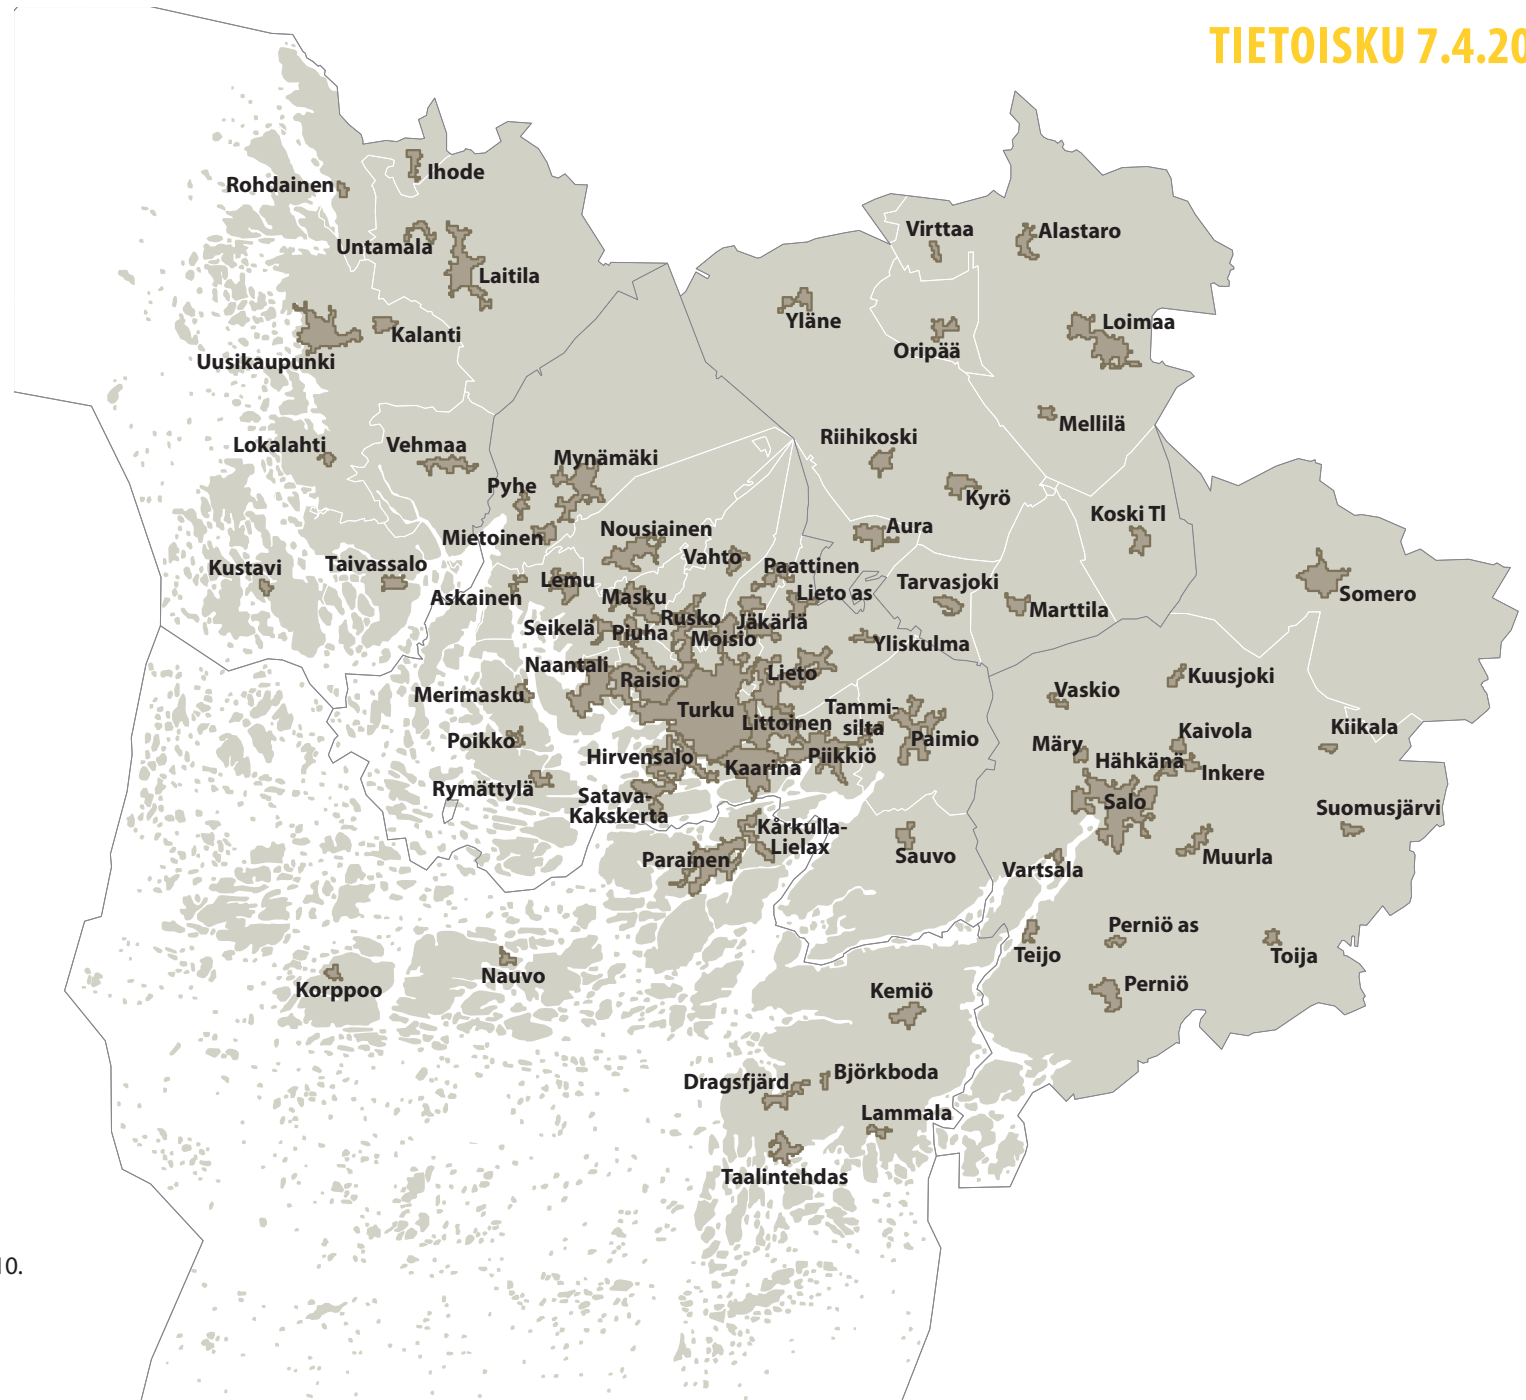 TIETOISKU 7.4.20
Ihode
Rohdainen
Untamala
Laitila
Virttaa
Alastaro
Kalanti
Uusikaupunki
Yläne
Oripää
Loimaa
Mellilä
Lokalahti
Vehmaa
Mynämäki
Riihikoski
Pyhe
Kyrö
Mietoinen
Nousiainen
Aura
Koski Tl
Kustavi
Taivassalo
Vahto
Paattinen
Askainen
Lemu
Masku
Lieto as
Tarvasjoki
Marttila
Somero
Seikelä
Piuha
Rusko
Moisio
Jäkärlä
Yliskulma
Naantali
Raisio
Lieto
Merimasku
Turku
Littoinen
Tammi-
silta
Paimio
Vaskio
Kuusjoki
Poikko
Hirvensalo
Kaarina
Piikkiö
Märy
Kaivola
Kiikala
Hähkänä
Inkere
Rymättylä
Satava-
Kakskerta
Salo
Suomusjärvi
Kårkulla-
Lielax
Parainen
Sauvo
Vartsala
Muurla
Nauvo
Korppoo
Teijo
Perniö as
Toija
Kemiö
Perniö
Dragsfjärd
Björkboda
Lammala
Taalintehdas
10.